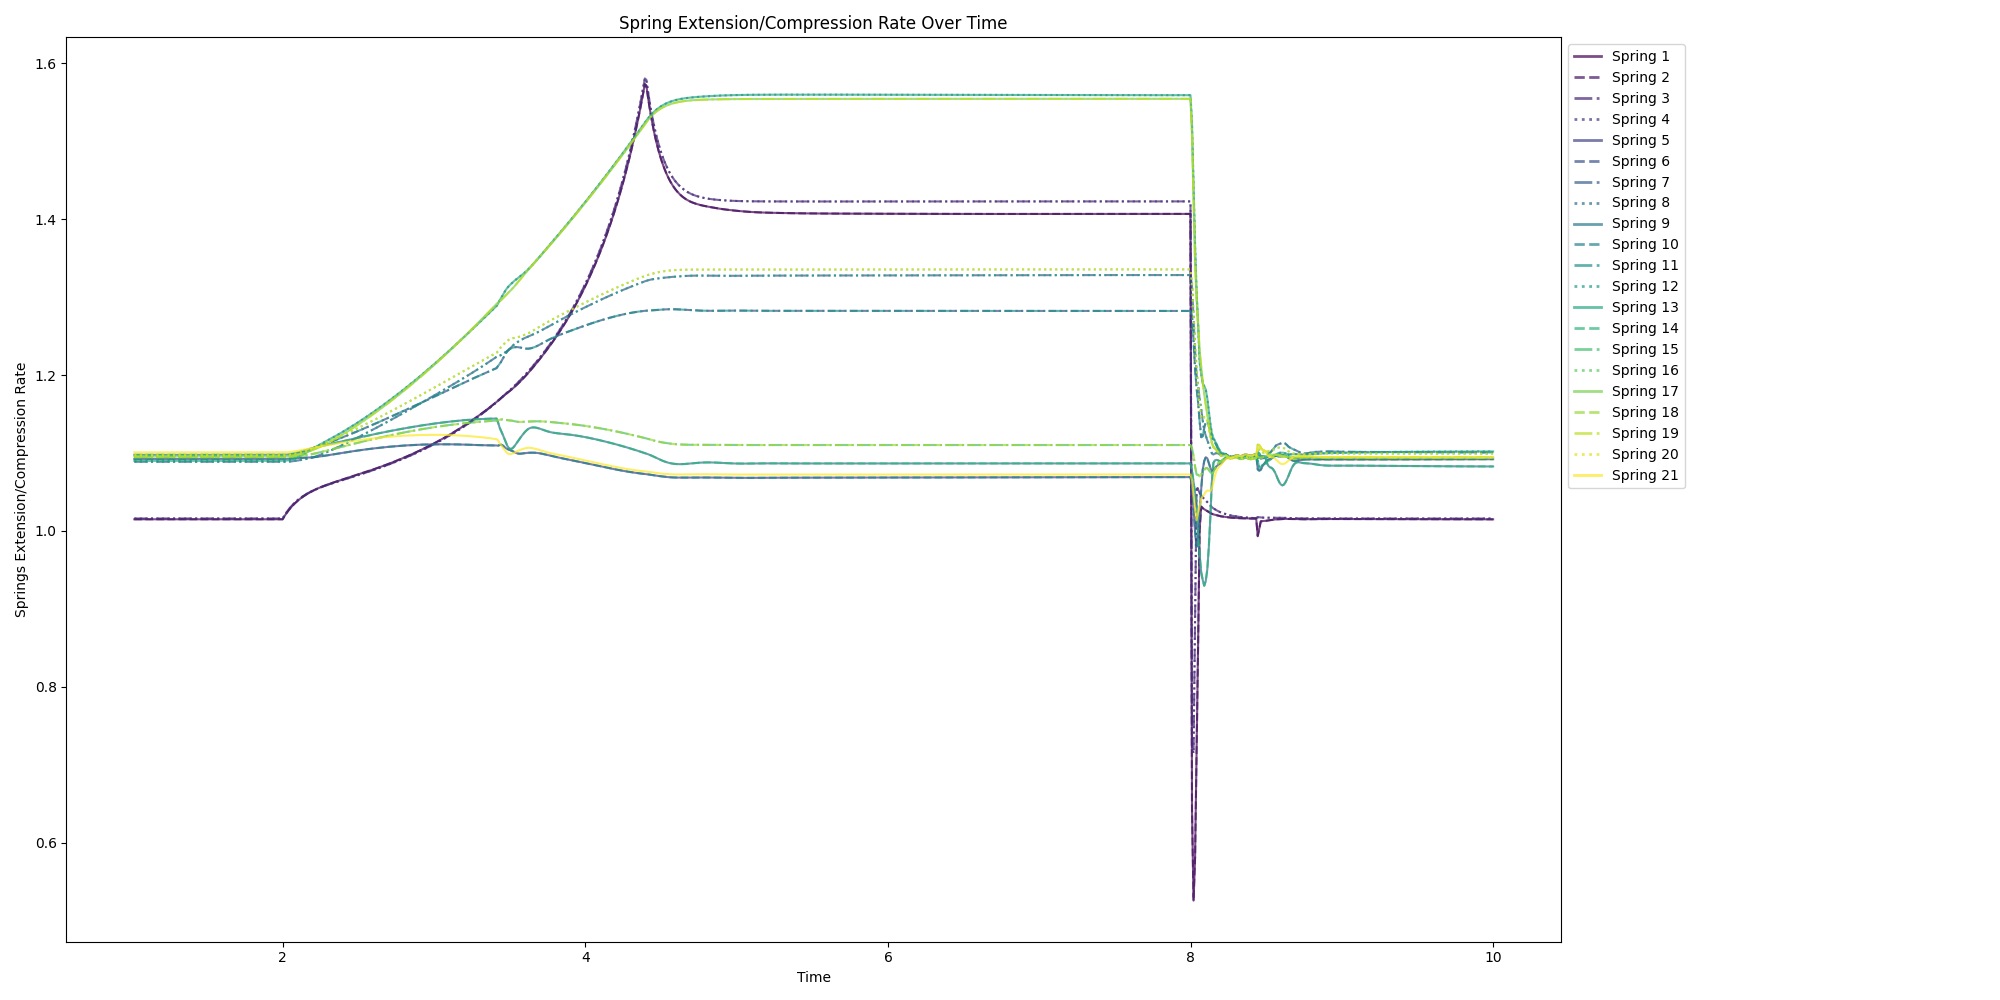 Spring Extension/Compression Rate Over Time
Springs Extension/Compression Rate
1.6
1.4
1.2
1.0
0.8
0.6
2
4
6
8
10
Time
Spring 1
Spring 2
Spring 3
Spring 4
Spring 5
Spring 6
Spring 7
Spring 8
Spring 9
Spring 10
Spring 11
Spring 12
Spring 13
Spring 14
Spring 15
Spring 16
Spring 17
Spring 18
Spring 19
Spring 20
Spring 21